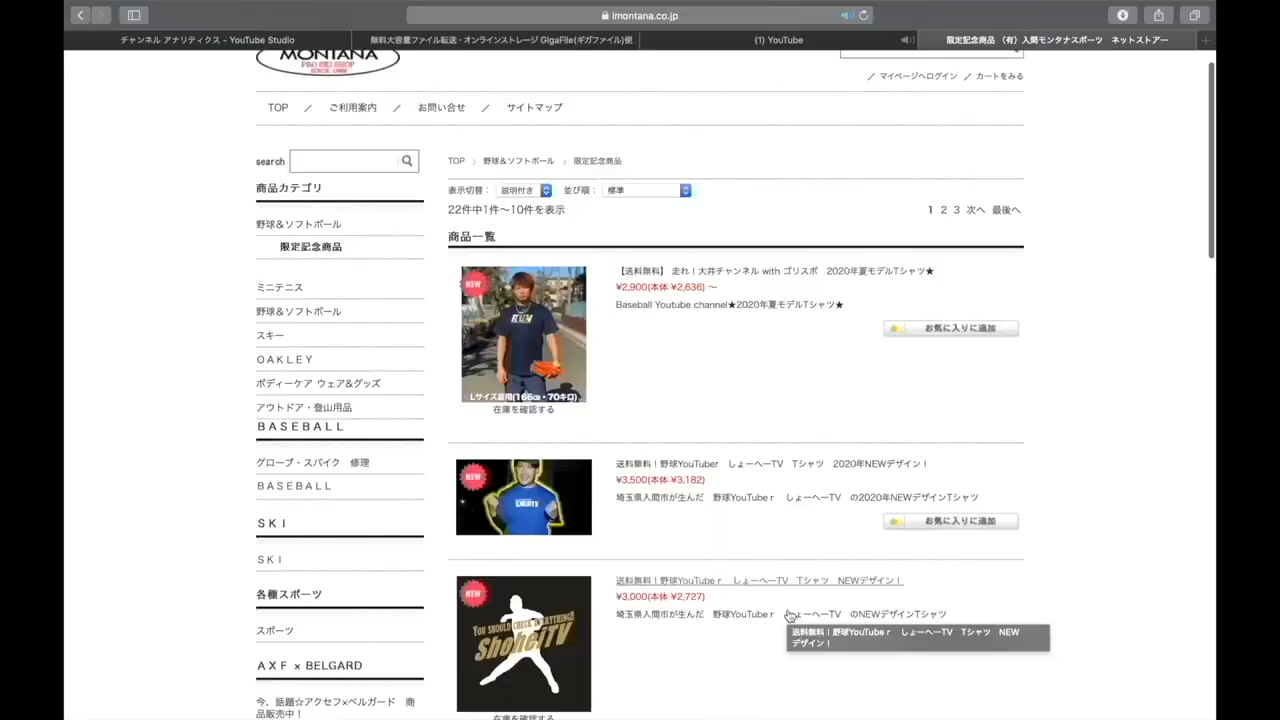 imontana.co.jp
チャンネル アナリティクス - YouTube Studio
無料大容量ファイル転送・オンラインストレージ GigaFile(ギガファイル)便
(1) YouTube
限定記念商品 （有）入間モンタナスポーツ ネットストアー
MONTANA
PRO SKI SHOP
／ マイページへログイン ／ カートをみる
TOP ／ ご利用案内 ／ お問い合せ ／ サイトマップ
search
商品カテゴリ
野球＆ソフトボール
限定記念商品
ミニテニス
野球＆ソフトボール
スキー
ＯＡＫＬＥＹ
ボディーケア ウェア&グッズ
アウトドア・登山用品
ＢＡＳＥＢＡＬＬ
グローブ・スパイク 修理
ＢＡＳＥＢＡＬＬ
ＳＫＩ
ＳＫＩ
各種スポーツ
スポーツ
ＡＸＦ × BELGARD
今、話題☆アクセフ×ベルガード 商
品販売中！
TOP > 野球＆ソフトボール > 限定記念商品
表示切替： 説明付き 並び順： 標準
22件中1件〜10件を表示
1 2 3 次へ 最後へ
商品一覧
NEW
RUN
Lサイズ着用(166㎝・70キロ)
在庫を確認する
【送料無料】 走れ！大井チャンネル with ゴリスポ 2020年夏モデルTシャツ★
¥2,900(本体 ¥2,636) 〜
Baseball Youtube channel★2020年夏モデルTシャツ★
お気に入りに追加
NEW
送料無料！野球YouTuber しょーへーTV Tシャツ 2020年NEWデザイン！
¥3,500(本体 ¥3,182)
埼玉県入間市が生んだ 野球YouTubeｒ しょーへーTV の2020年NEWデザインTシャツ
お気に入りに追加
NEW
YOU SHOULD CHECK EVERYTHING!!
Shohei.TV
在庫を確認する
送料無料！野球YouTubeｒ しょーへーTV Tシャツ NEWデザイン！
¥3,000(本体 ¥2,727)
埼玉県入間市が生んだ 野球YouTubeｒ しょーへーTV のNEWデザインTシャツ
送料無料！野球YouTubeｒ しょーへーTV Tシャツ NEW
デザイン！